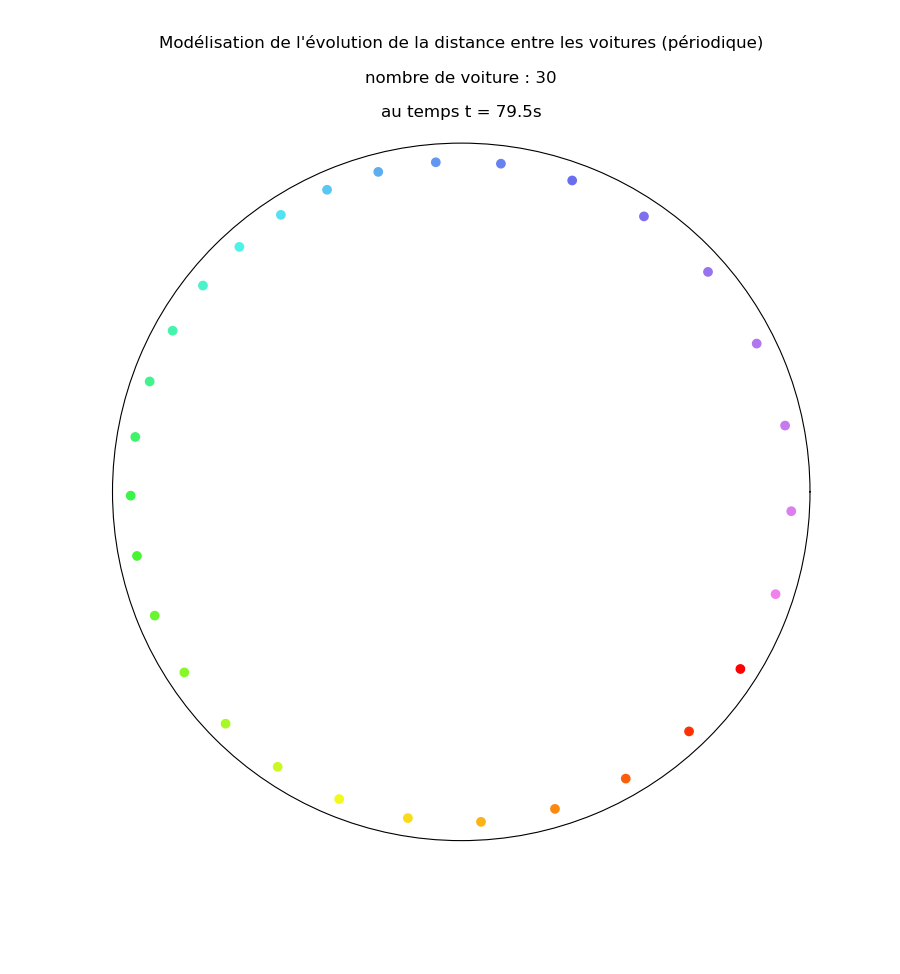 Modélisation de l'évolution de la distance entre les voitures (périodique)
nombre de voiture : 30
au temps t = 79.5s